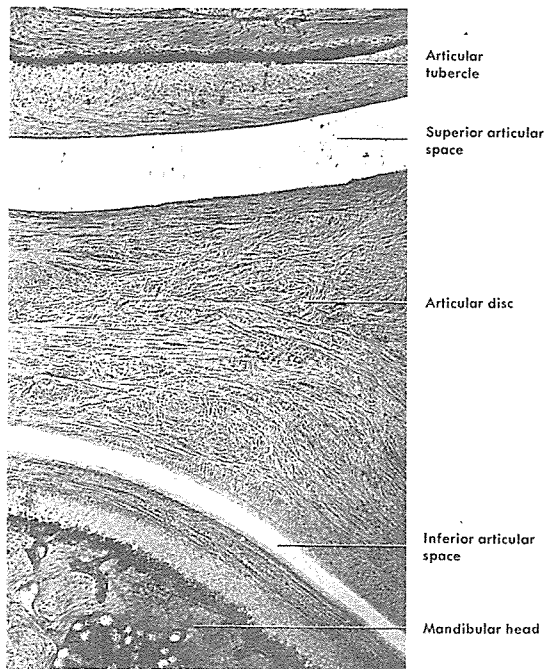 Articular
tubercle
Superior articular
space
Articular disc
Inferior articular
space
Mandibular head